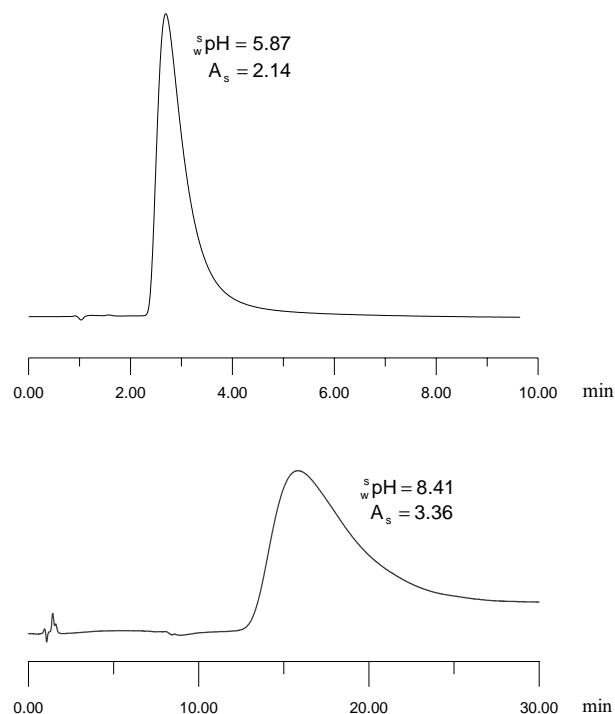 s
w pH = 5.87
A s = 2.14
0.00 2.00 4.00 6.00 8.00 10.00 min
s
w pH = 8.41
A s = 3.36
0.00 10.00 20.00 30.00 min